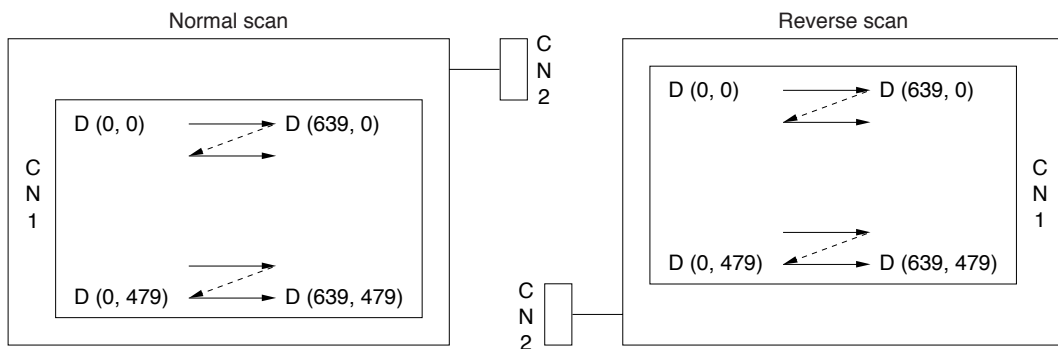 Normal scan
C
N
2
D (0, 0)
D (639, 0)
C
N
1
D (0, 479)
D (639, 479)
Reverse scan
D (0, 0)
D (639, 0)
C
N
1
D (0, 479)
D (639, 479)
C
N
2